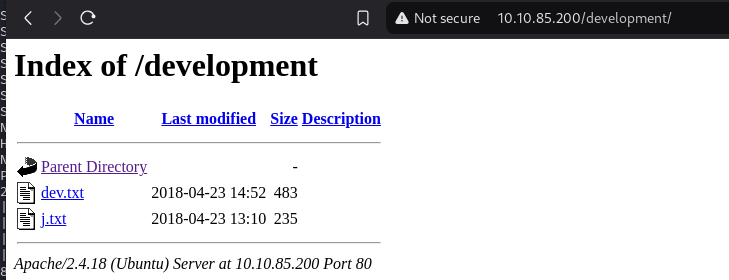 Not secure 10.10.85.200/development/
Index of /development
Name Last modified Size Description
Parent Directory -
dev.txt 2018-04-23 14:52 483
j.txt 2018-04-23 13:10 235
Apache/2.4.18 (Ubuntu) Server at 10.10.85.200 Port 80